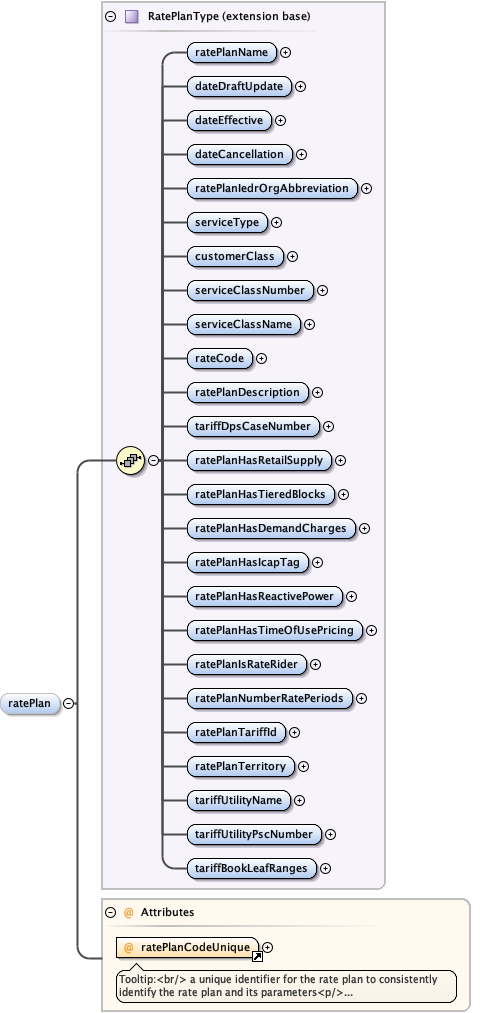 RatePlanType (extension base)
ratePlanName
dateDraftUpdate
dateEffective
dateCancellation
ratePlanIedrOrgAbbreviation
serviceType
customerClass
serviceClassNumber
serviceClassName
rateCode
ratePlanDescription
tariffDpsCaseNumber
ratePlanHasRetailSupply
ratePlanHasTieredBlocks
ratePlanHasDemandCharges
ratePlanHasIcapTag
ratePlanHasReactivePower
ratePlanHasTimeOfUsePricing
ratePlanIsRateRider
ratePlanNumberRatePeriods
ratePlan
ratePlanTariffId
ratePlanTerritory
tariffUtilityName
tariffUtilityPscNumber
tariffBookLeafRanges
@ Attributes
@ ratePlanCodeUnique
Tooltip:<br/> a unique identifier for the rate plan to consistently
identify the rate plan and its parameters<p/>...